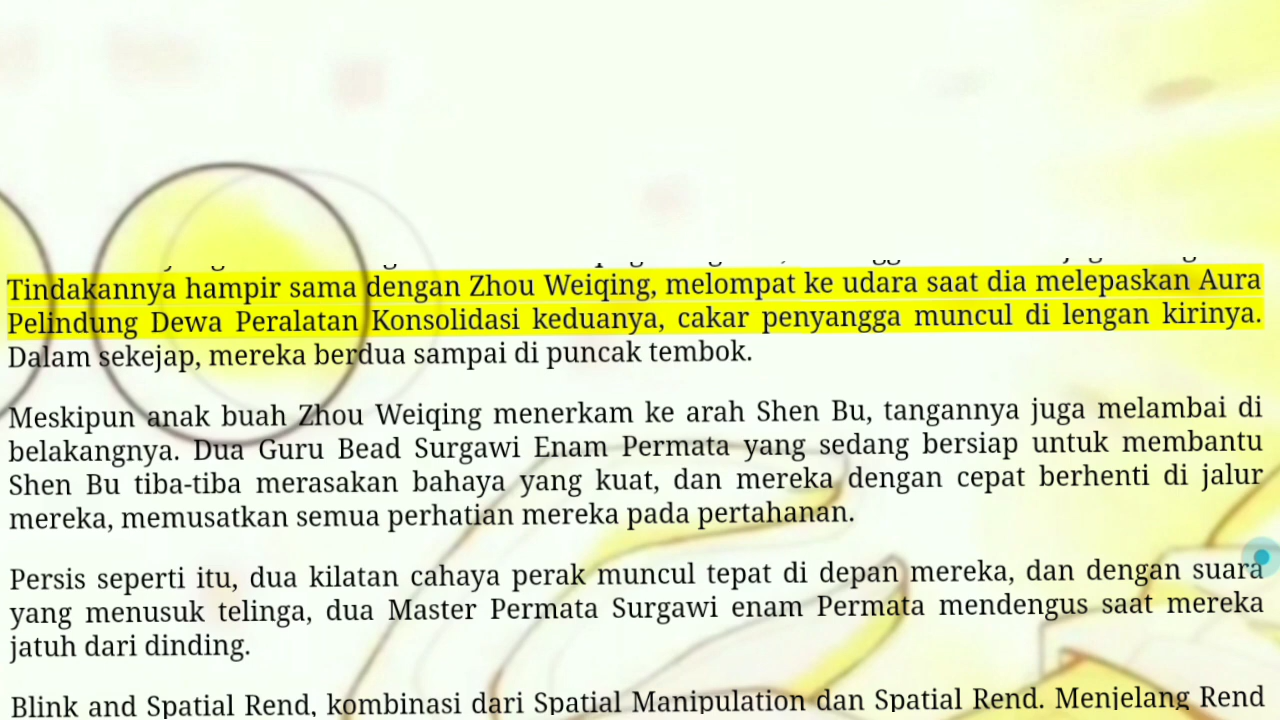 Tindakannya hampir sama dengan Zhou Weiqing, melompat ke udara saat dia melepaskan Aura
Pelindung Dewa Peralatan Konsolidasi keduanya, cakar penyangga muncul di lengan kirinya.
Dalam sekejap, mereka berdua sampai di puncak tembok.
Meskipun anak buah Zhou Weiqing menerkam ke arah Shen Bu, tangannya juga melambai di
belakangnya. Dua Guru Bead Surgawi Enam Permata yang sedang bersiap untuk membantu
Shen Bu tiba-tiba merasakan bahaya yang kuat, dan mereka dengan cepat berhenti di jalur
mereka, memusatkan semua perhatian mereka pada pertahanan.
Persis seperti itu, dua kilatan cahaya perak muncul tepat di depan mereka, dan dengan suara
yang menusuk telinga, dua Master Permata Surgawi enam Permata mendengus saat mereka
jatuh dari dinding.
Blink and Spatial Rend, kombinasi dari Spatial Manipulation dan Spatial Rend. Menjelang Rend